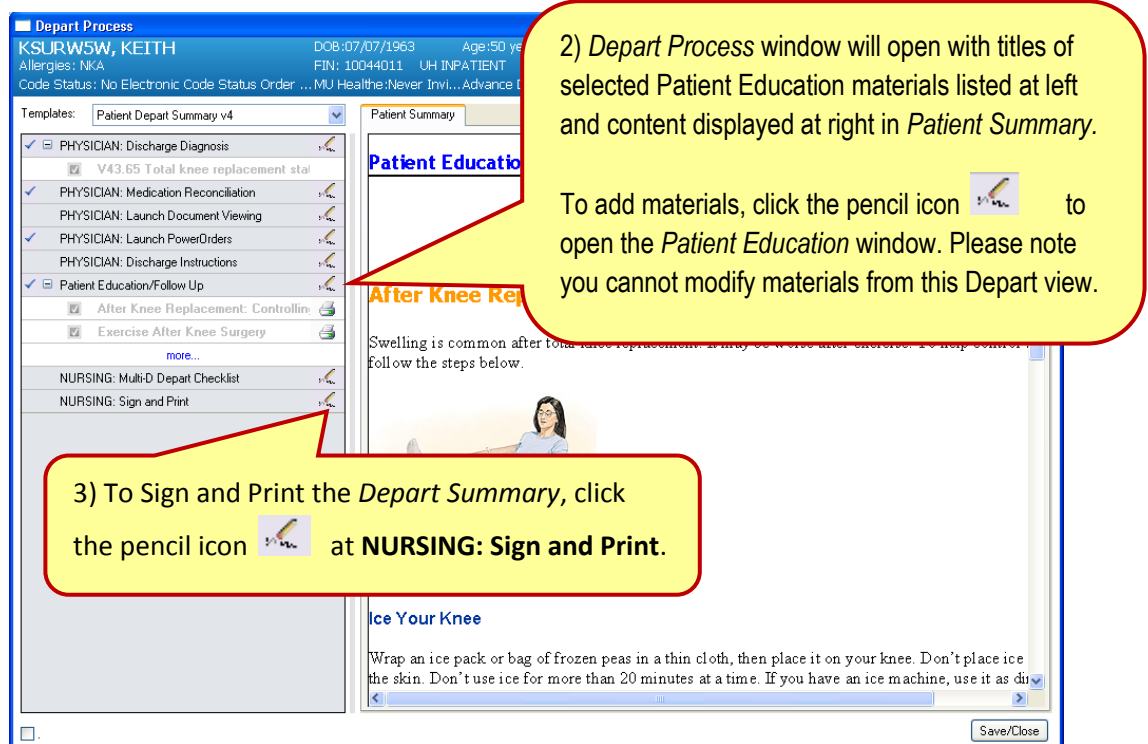 Depart Process
KSURW5W, KEITH
DOB:07/07/1963 Age:50 ye
Allergies: NKA
FIN: 10044011 UH INPATIENT
Code Status: No Electronic Code Status Order ... MU Healthe:Never Invi...Advance
Templates: Patient Depart Summary v4
PHYSICIAN: Discharge Diagnosis
V43.65 Total knee replacement stat
PHYSICIAN: Medication Reconciliation
PHYSICIAN: Launch Document Viewing
PHYSICIAN: Launch PowerOrders
PHYSICIAN: Discharge Instructions
Patient Education/Follow Up
After Knee Replacement: Controlling
Exercise After Knee Surgery
more...
NURSING: Multi-D Depart Checklist
NURSING: Sign and Print
Patient Summary
Patient Educatio
After Knee Rep
Swelling is common after total knee replacement. It may be worse after exercise. To help control
follow the steps below.
Ice Your Knee
Wrap an ice pack or bag of frozen peas in a thin cloth, then place it on your knee. Don't place ice
the skin. Don't use ice for more than 20 minutes at a time. If you have an ice machine, use it as dir
Save/Close
2) Depart Process window will open with titles of
selected Patient Education materials listed at left
and content displayed at right in Patient Summary.
To add materials, click the pencil icon to
open the Patient Education window. Please note
you cannot modify materials from this Depart view.
3) To Sign and Print the Depart Summary, click
the pencil icon at NURSING: Sign and Print.